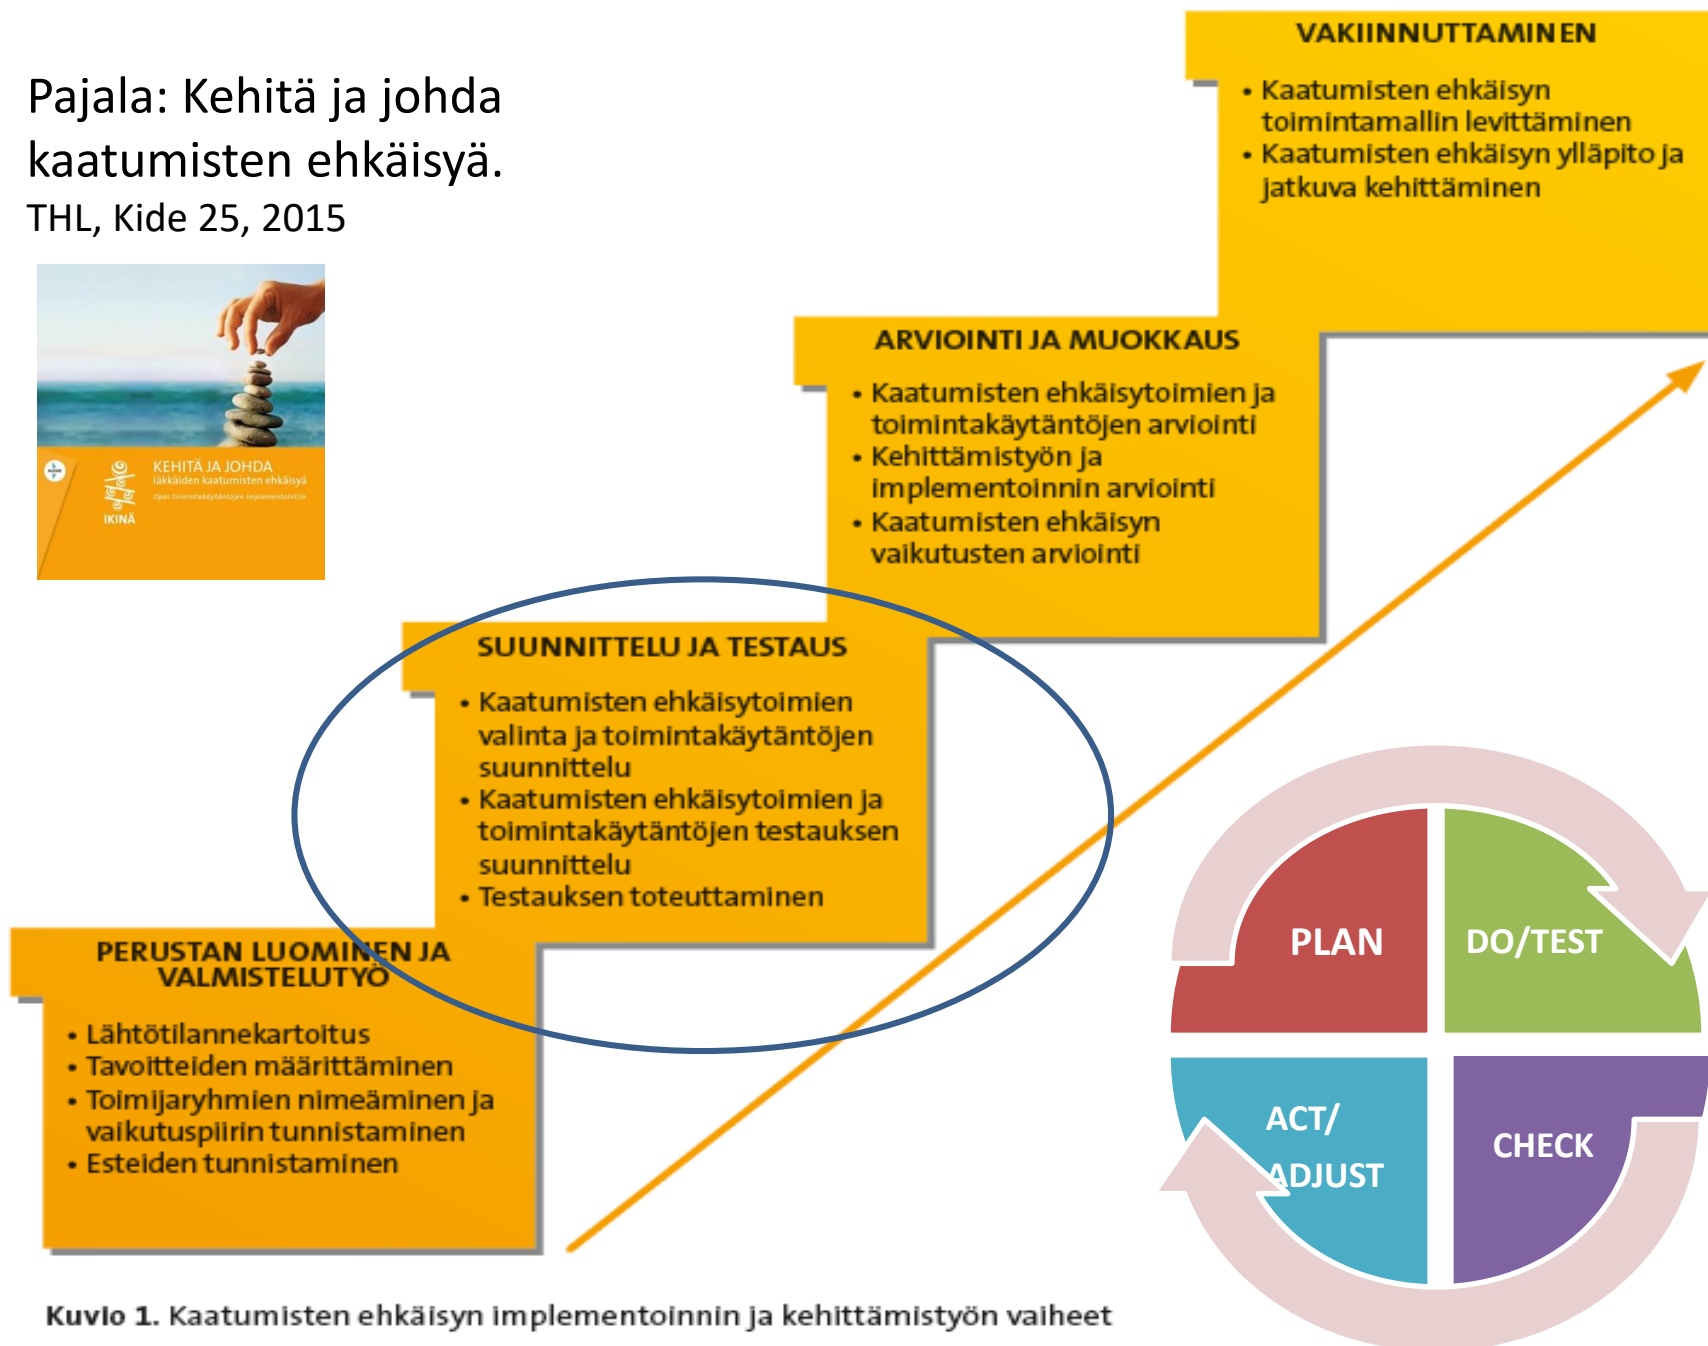 Pajala: Kehitä ja johda
kaatumisten ehkäisyä.
THL, Kide 25, 2015
KEHITÄ JA JOHDA
iäkkäiden kaatumisten ehkäisyä
Opas toimintakäytäntöjen implementointiin
IKINÄ
VAKIINNUTTAMINEN
• Kaatumisten ehkäisyn
toimintamallin levittäminen
• Kaatumisten ehkäisyn ylläpito ja
jatkuva kehittäminen
ARVIOINTI JA MUOKKAUS
• Kaatumisten ehkäisytoimien ja
toimintakäytäntöjen arviointi
• Kehittämistyön ja
implementoinnin arviointi
• Kaatumisten ehkäisyn
vaikutusten arviointi
SUUNNITTELU JA TESTAUS
• Kaatumisten ehkäisytoimien
valinta ja toimintakäytäntöjen
suunnittelu
• Kaatumisten ehkäisytoimien ja
toimintakäytäntöjen testauksen
suunnittelu
• Testauksen toteuttaminen
PERUSTAN LUOMINEN JA
VALMISTELUTYÖ
• Lähtötilannekartoitus
• Tavoitteiden määrittäminen
• Toimijaryhmien nimeäminen ja
vaikutuspiirin tunnistaminen
• Esteiden tunnistaminen
PLAN
DO/TEST
ACT/
ADJUST
CHECK
Kuvio 1. Kaatumisten ehkäisyn implementoinnin ja kehittämistyön vaiheet